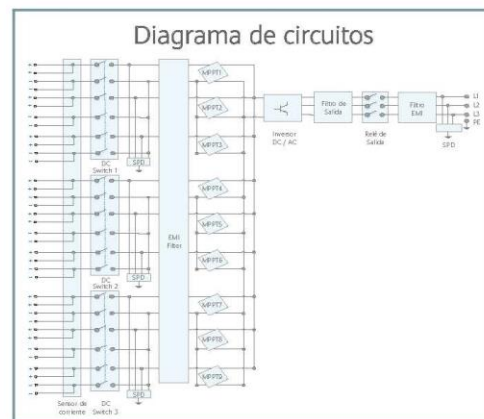 Diagrama de circuitos
MPPT1
MPPT2
MPPT3
SPD
DC
Switch 1
MPPT4
MPPT5
MPPT6
EMI
Filter
SPD
DC
Switch 2
MPPT7
MPPT8
MPPT9
SPD
Sensor de
corriente
DC
Switch 3
Inversor
DC / AC
Filtro de
Salida
Relé de
Salida
Filtro
EMI
L1
L2
L3
PE
SPD